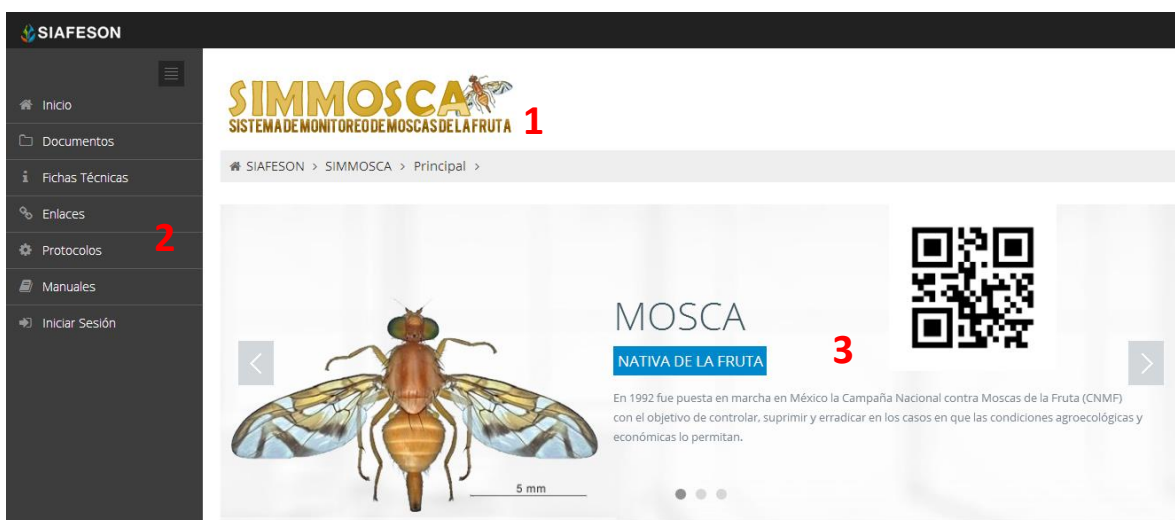 SIAFESON
Inicio
Documentos
Fichas Técnicas
Enlaces
Protocolos
Manuales
Iniciar Sesión
2
SIMMOSCA
SISTEMA DE MONITOREO DE MOSCAS DE LA FRUTA
1
SIAFESON > SIMMOSCA > Principal >
MOSCA
NATIVA DE LA FRUTA
3
En 1992 fue puesta en marcha en México la Campaña Nacional contra Moscas de la Fruta (CNMF)
con el objetivo de controlar, suprimir y erradicar en los casos en que las condiciones agroecológicas y
económicas lo permitan.
5 mm